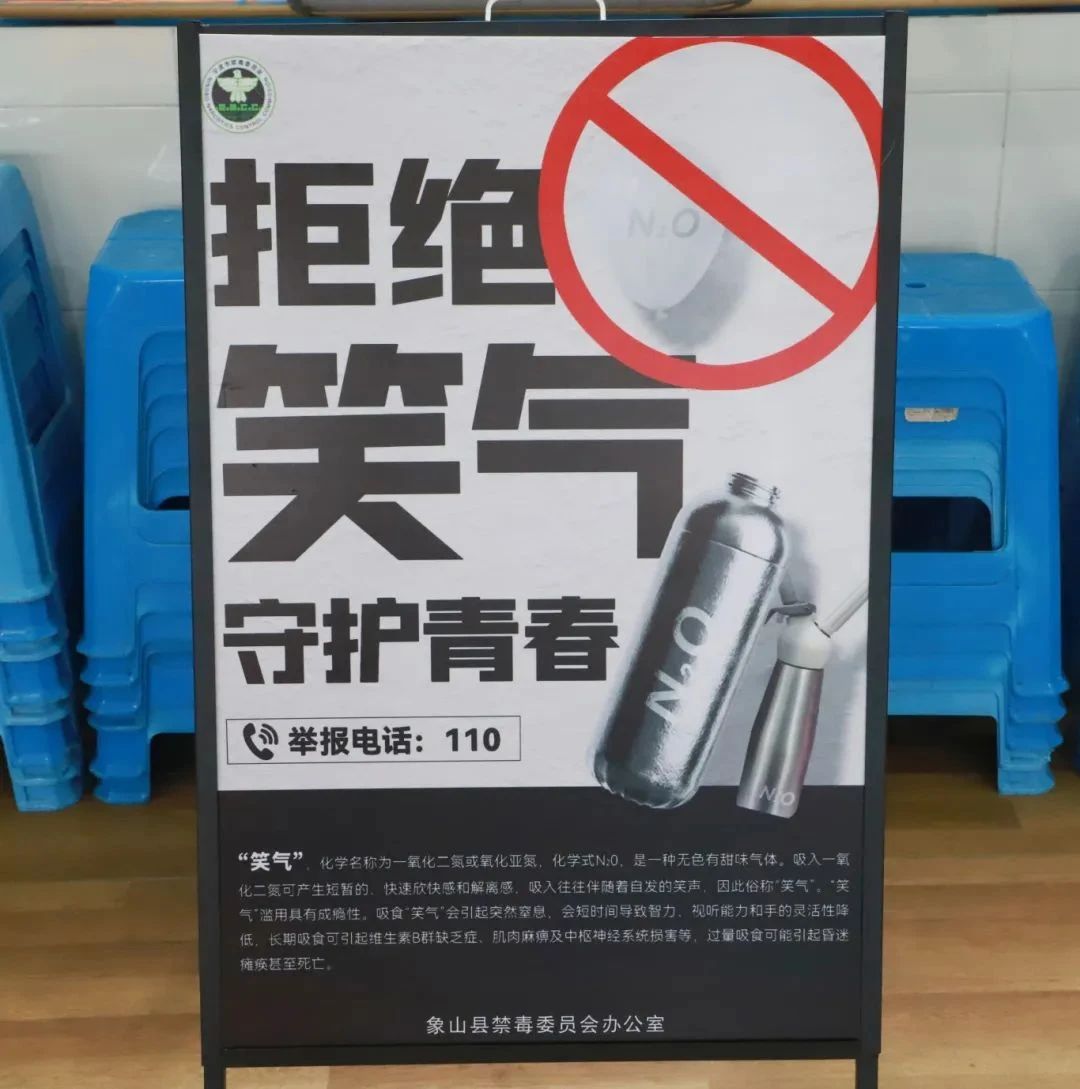 拒绝
笑气
守护青春
N₂O
N₂O
N₂O
举报电话：110
“笑气”，化学名称为一氧化二氮或氧化亚氮，化学式N₂O，是一种无色有甜味气体。吸入一氧
化二氮可产生短暂的、快速欣快感和解离感，吸入往往伴随着自发的笑声，因此俗称“笑气”。“笑
气”滥用具有成瘾性。吸食“笑气”会引起突然窒息，会短时间导致智力、视听能力和手的灵活性降
低，长期吸食可引起维生素B群缺乏症、肌肉麻痹及中枢神经系统损害等，过量吸食可能引起昏迷
瘫痪甚至死亡。
象山县禁毒委员会办公室